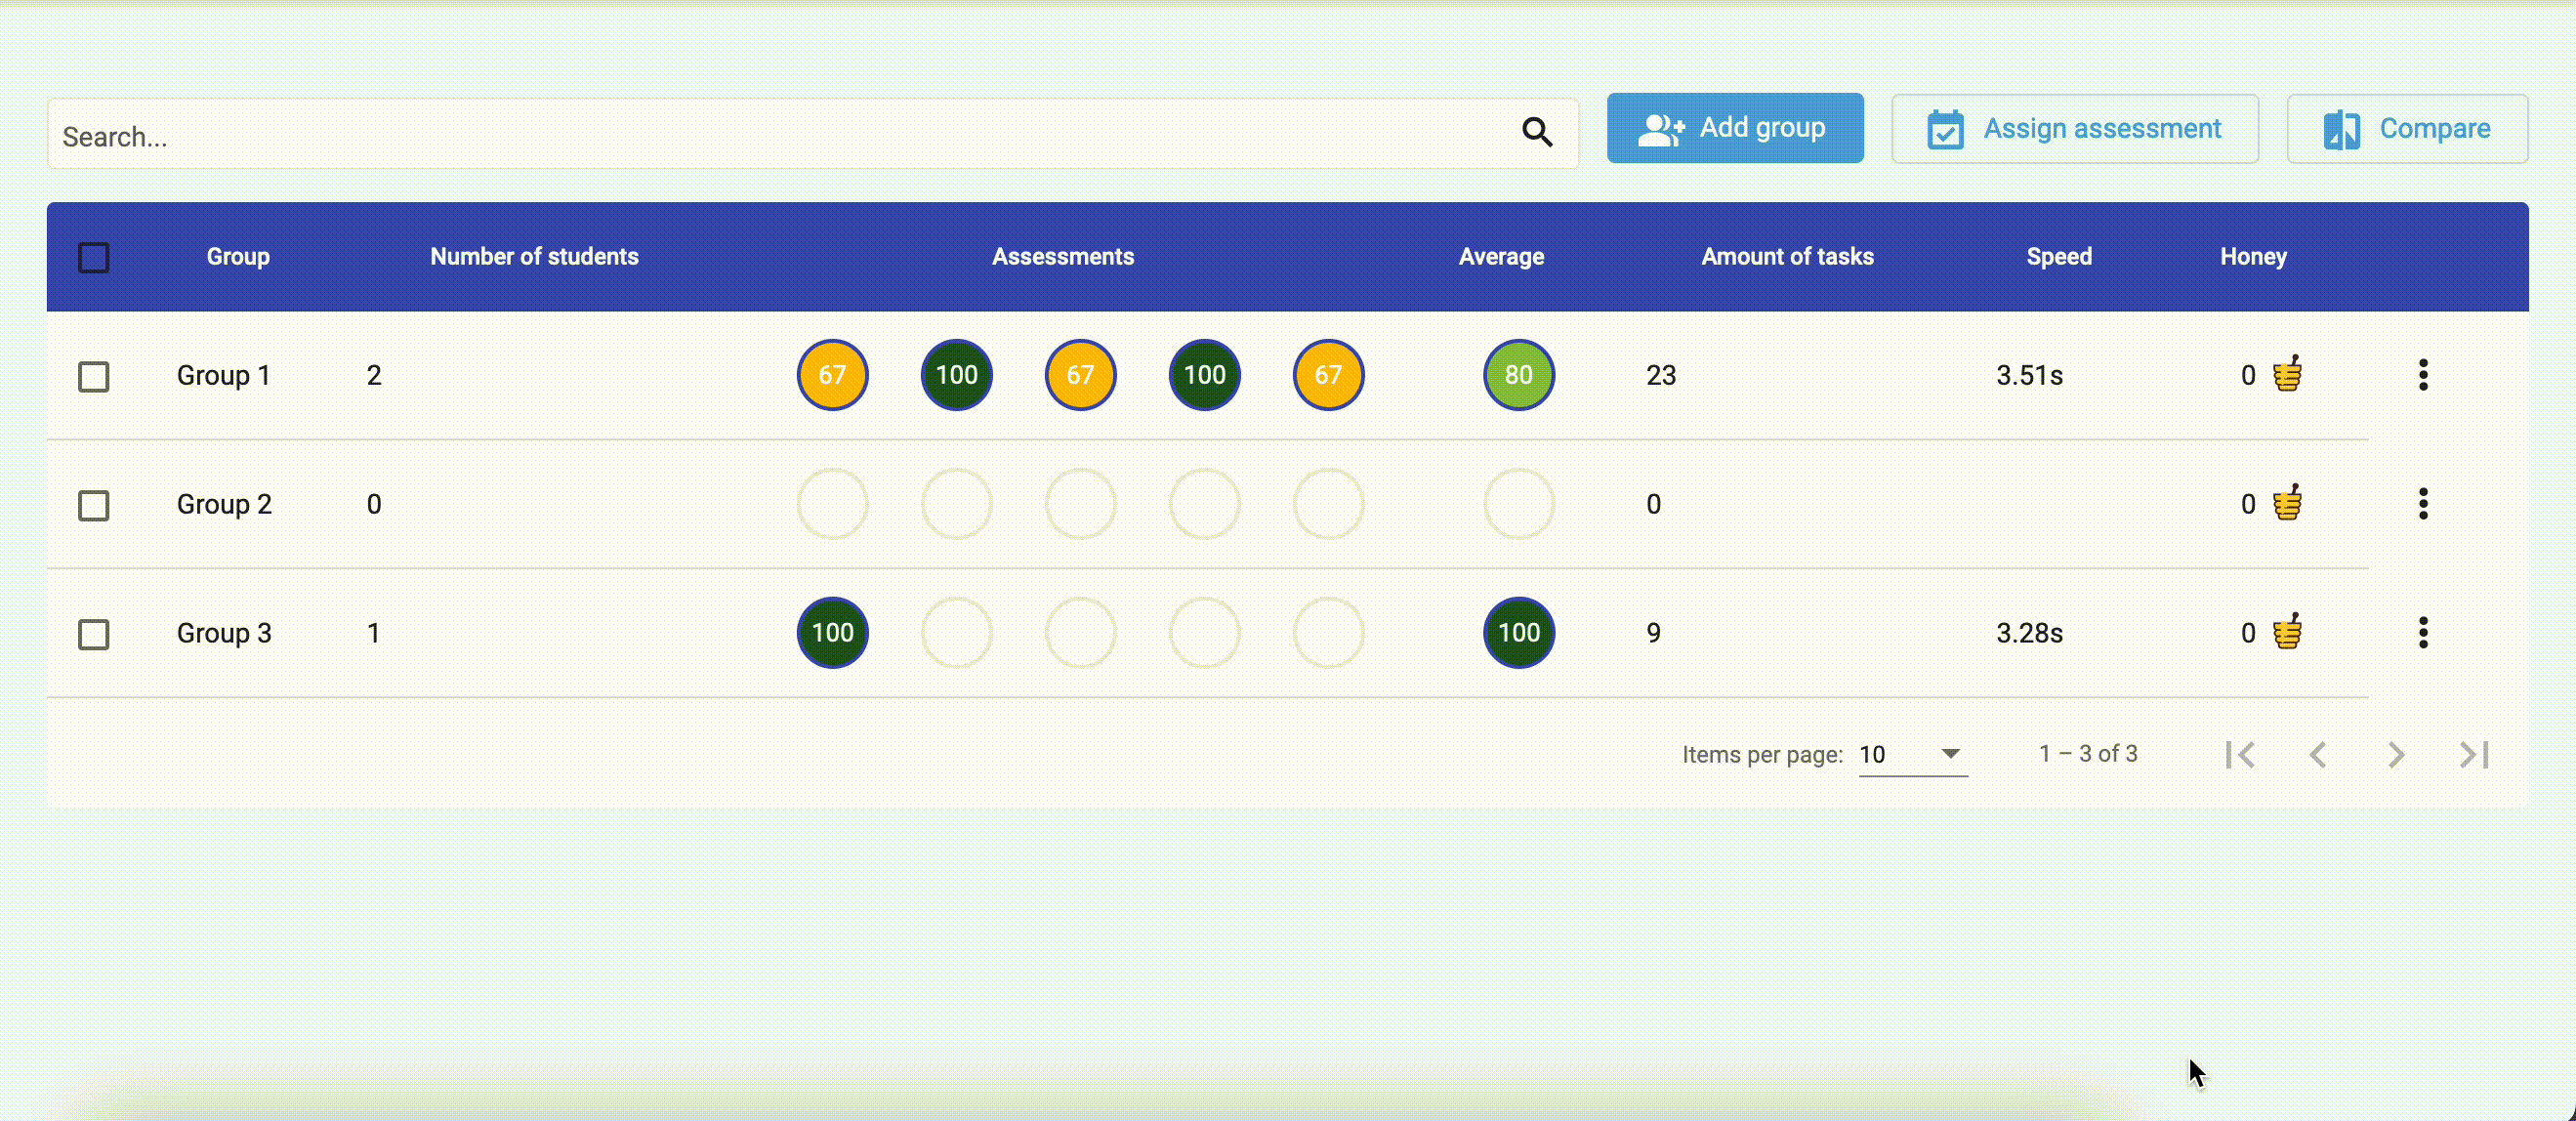 Search...
Add group
Assign assessment
Compare
Group Number of students Assessments Average Amount of tasks Speed Honey
Group 1 2 67 100 67 100 67 80 23 3.51s 0
Group 2 0 0 0
Group 3 1 100 100 9 3.28s 0
Items per page: 10 1 – 3 of 3